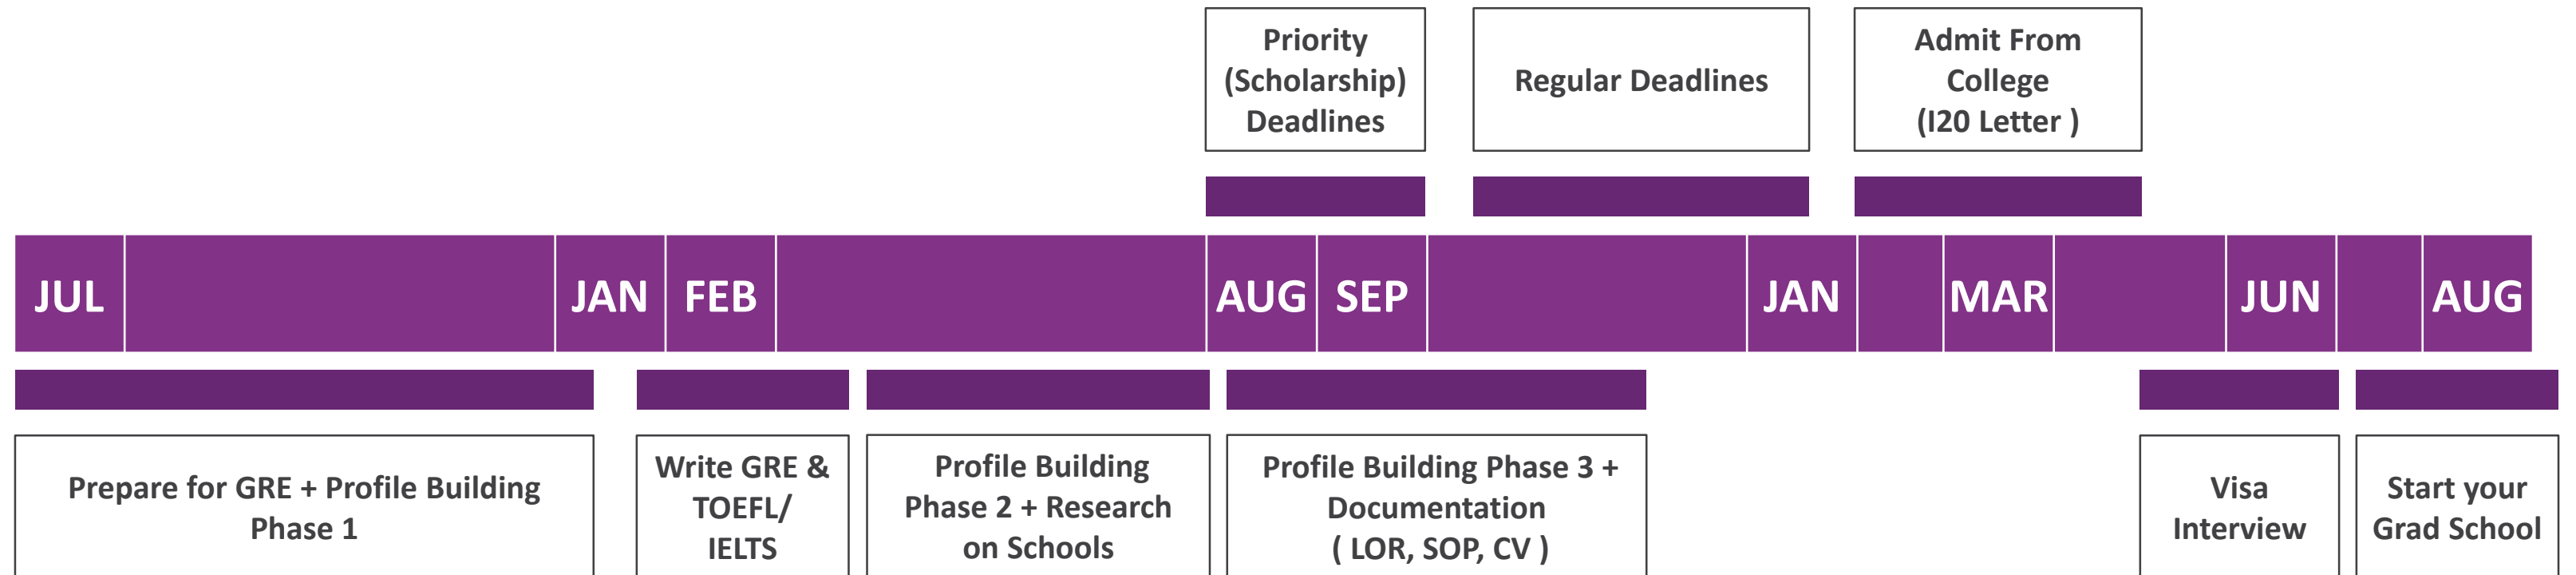 Priority
(Scholarship)
Deadlines
Regular Deadlines
Admit From
College
(I20 Letter )
JUL
JAN
FEB
AUG
SEP
JAN
MAR
JUN
AUG
Prepare for GRE + Profile Building
Phase 1
Write GRE &
TOEFL/
IELTS
Profile Building
Phase 2 + Research
on Schools
Profile Building Phase 3 +
Documentation
( LOR, SOP, CV )
Visa
Interview
Start your
Grad School